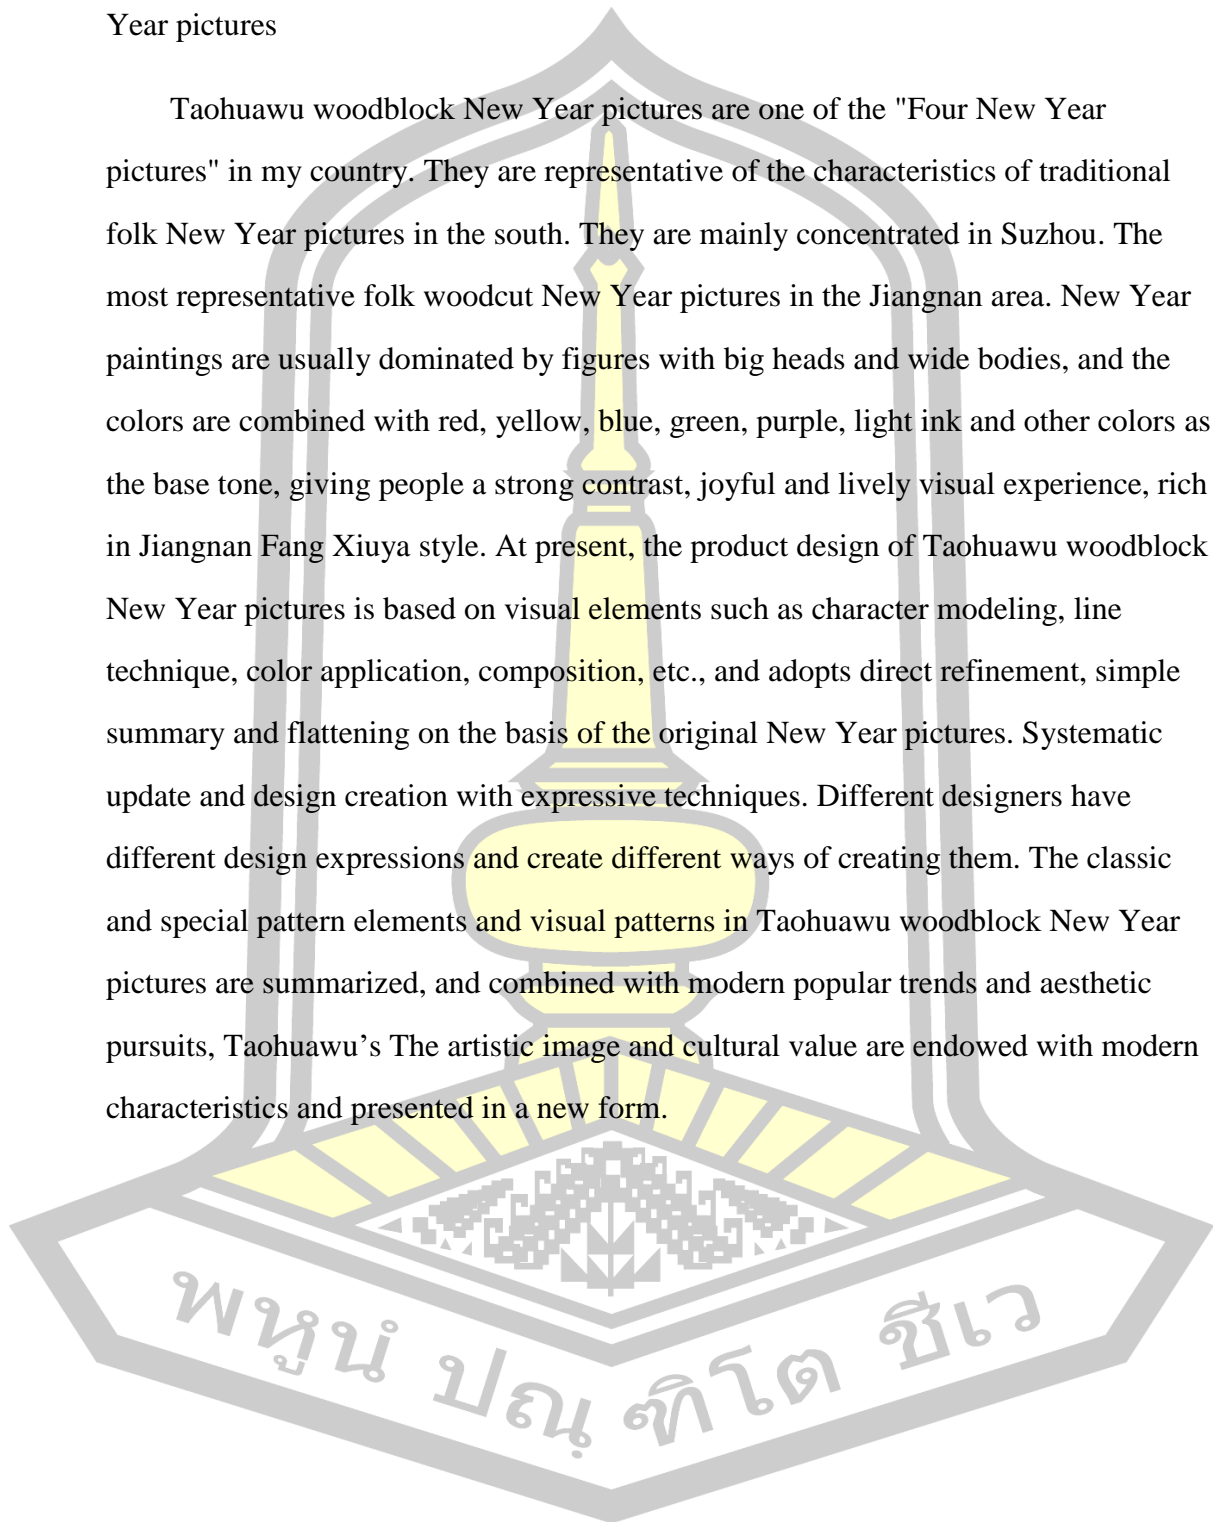 Year pictures
Taohuawu woodblock New Year pictures are one of the "Four New Year
pictures" in my country. They are representative of the characteristics of traditional
folk New Year pictures in the south. They are mainly concentrated in Suzhou. The
most representative folk woodcut New Year pictures in the Jiangnan area. New Year
paintings are usually dominated by figures with big heads and wide bodies, and the
colors are combined with red, yellow, blue, green, purple, light ink and other colors as
the base tone, giving people a strong contrast, joyful and lively visual experience, rich
in Jiangnan Fang Xiuya style. At present, the product design of Taohuawu woodblock
New Year pictures is based on visual elements such as character modeling, line
technique, color application, composition, etc., and adopts direct refinement, simple
summary and flattening on the basis of the original New Year pictures. Systematic
update and design creation with expressive techniques. Different designers have
different design expressions and create different ways of creating them. The classic
and special pattern elements and visual patterns in Taohuawu woodblock New Year
pictures are summarized, and combined with modern popular trends and aesthetic
pursuits, Taohuawu’s The artistic image and cultural value are endowed with modern
characteristics and presented in a new form.
พหูนํ ปณฺฑิโต ชีเว